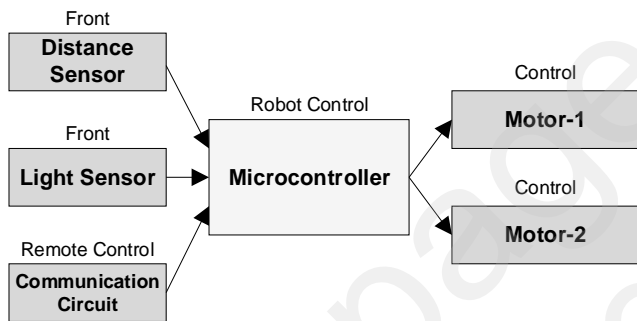 Front
Distance
Sensor
Front
Light Sensor
Remote Control
Communication
Circuit
Robot Control
Microcontroller
Control
Motor-1
Control
Motor-2
page